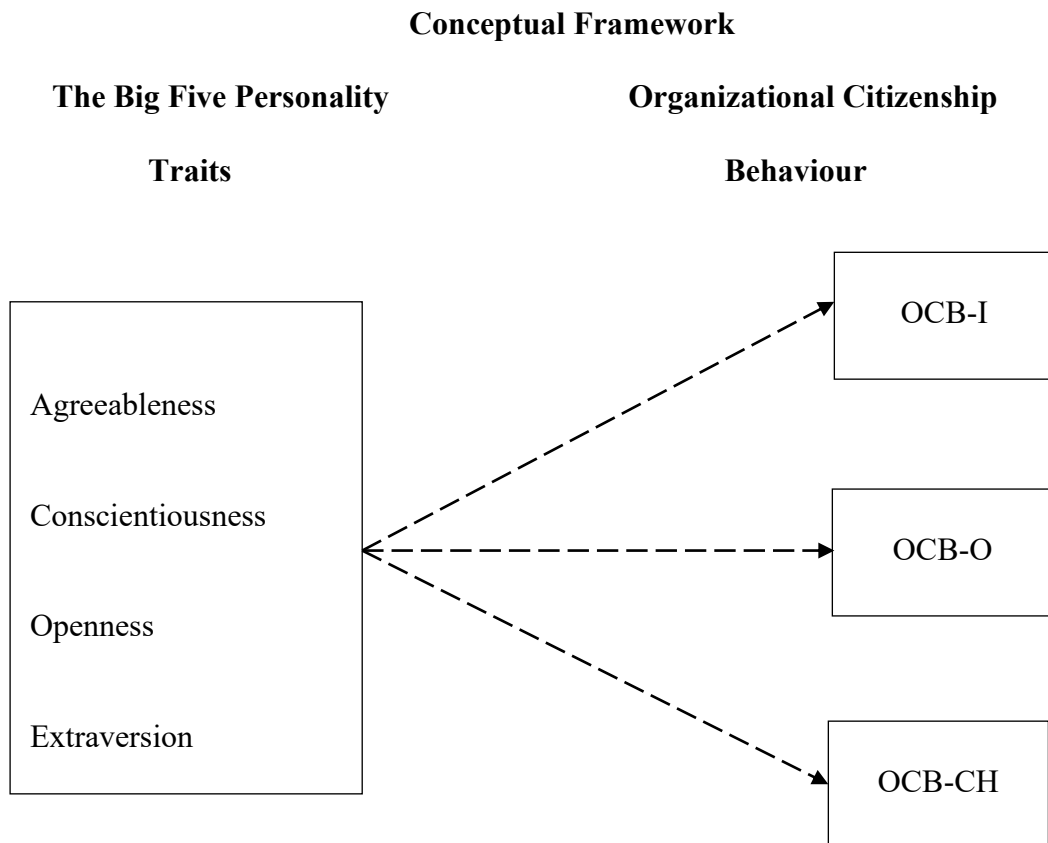 Conceptual Framework
The Big Five Personality
Traits
Organizational Citizenship
Behaviour
Agreeableness
Conscientiousness
Openness
Extraversion
OCB-I
OCB-O
OCB-CH